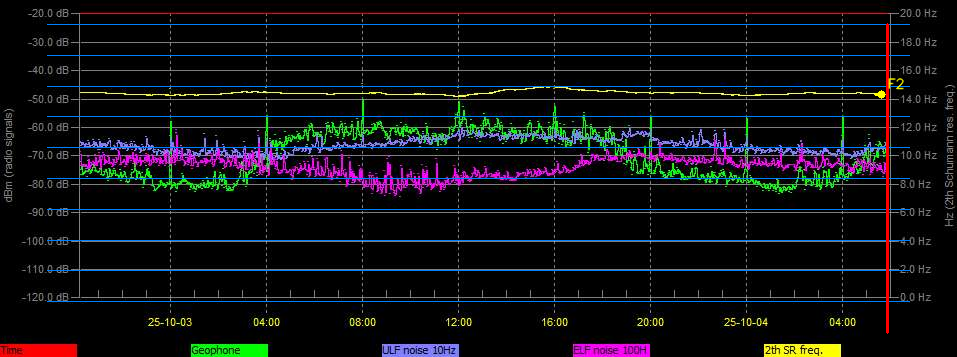 -20.0 dB 20.0 Hz
-30.0 dB 18.0 Hz
-40.0 dB 16.0 Hz
F2
-50.0 dB 14.0 Hz
-60.0 dB 12.0 Hz
-70.0 dB 10.0 Hz
-80.0 dB 8.0 Hz
-90.0 dB 6.0 Hz
-100.0 dB 4.0 Hz
-110.0 dB 2.0 Hz
-120.0 dB 0.0 Hz
dBm (radio signals)
Hz (2th Schumann res. freq.)
25-10-03 04:00 08:00 12:00 16:00 20:00 25-10-04 04:00
Time Geophone ULF noise 10Hz ELF noise 100H 2th SR freq.